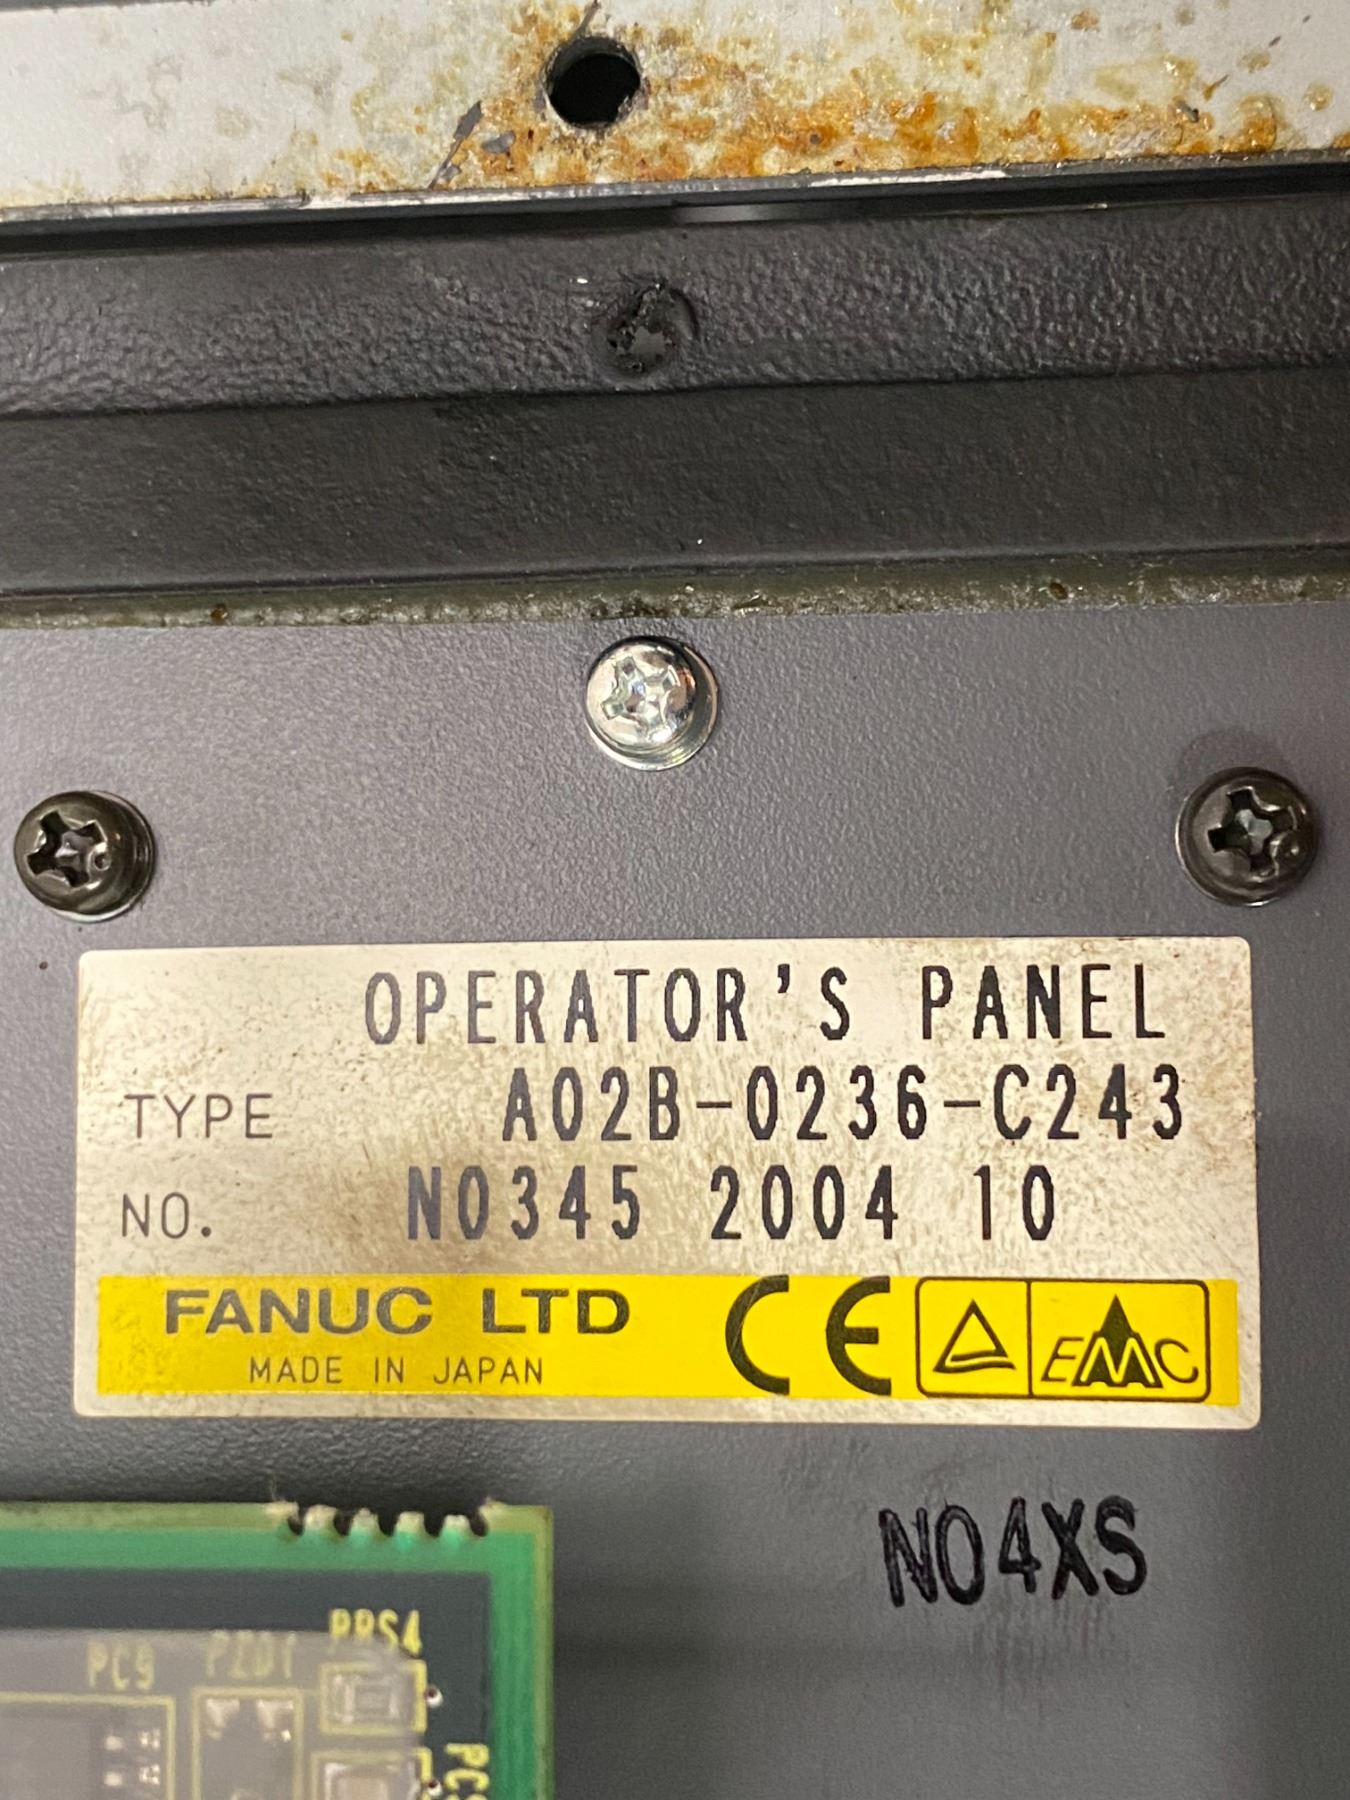 OPERATOR'S PANEL
TYPE A02B-0236-C243
NO. N0345 2004 10
FANUC LTD CE EMC
MADE IN JAPAN
N04XS
PC9 PZD1